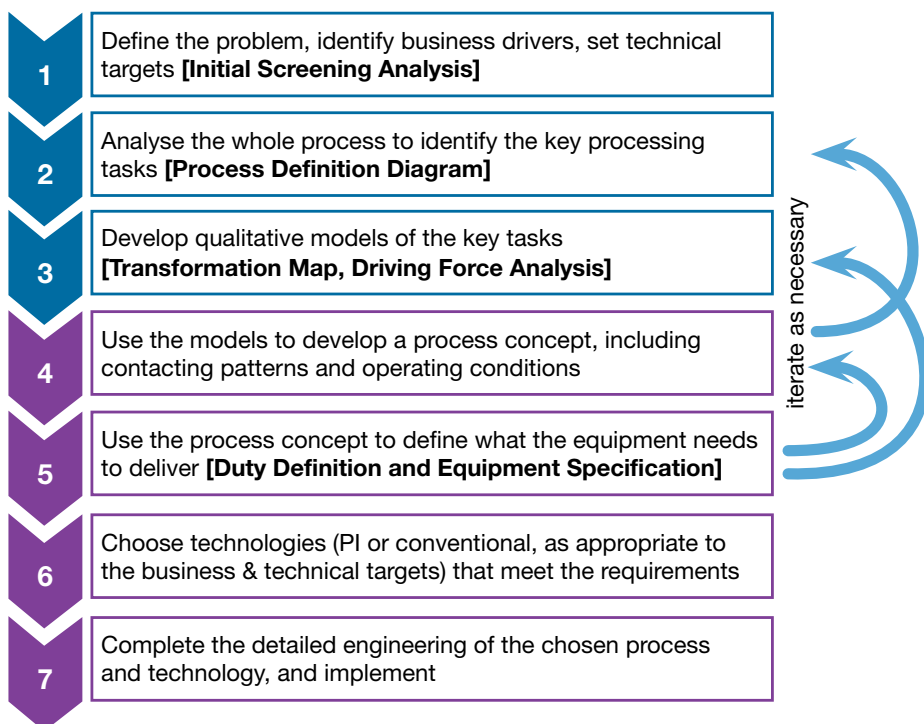 1
Define the problem, identify business drivers, set technical
targets [Initial Screening Analysis]
2
Analyse the whole process to identify the key processing
tasks [Process Definition Diagram]
3
Develop qualitative models of the key tasks
[Transformation Map, Driving Force Analysis]
4
Use the models to develop a process concept, including
contacting patterns and operating conditions
5
Use the process concept to define what the equipment needs
to deliver [Duty Definition and Equipment Specification]
6
Choose technologies (PI or conventional, as appropriate to
the business & technical targets) that meet the requirements
7
Complete the detailed engineering of the chosen process
and technology, and implement
iterate as necessary